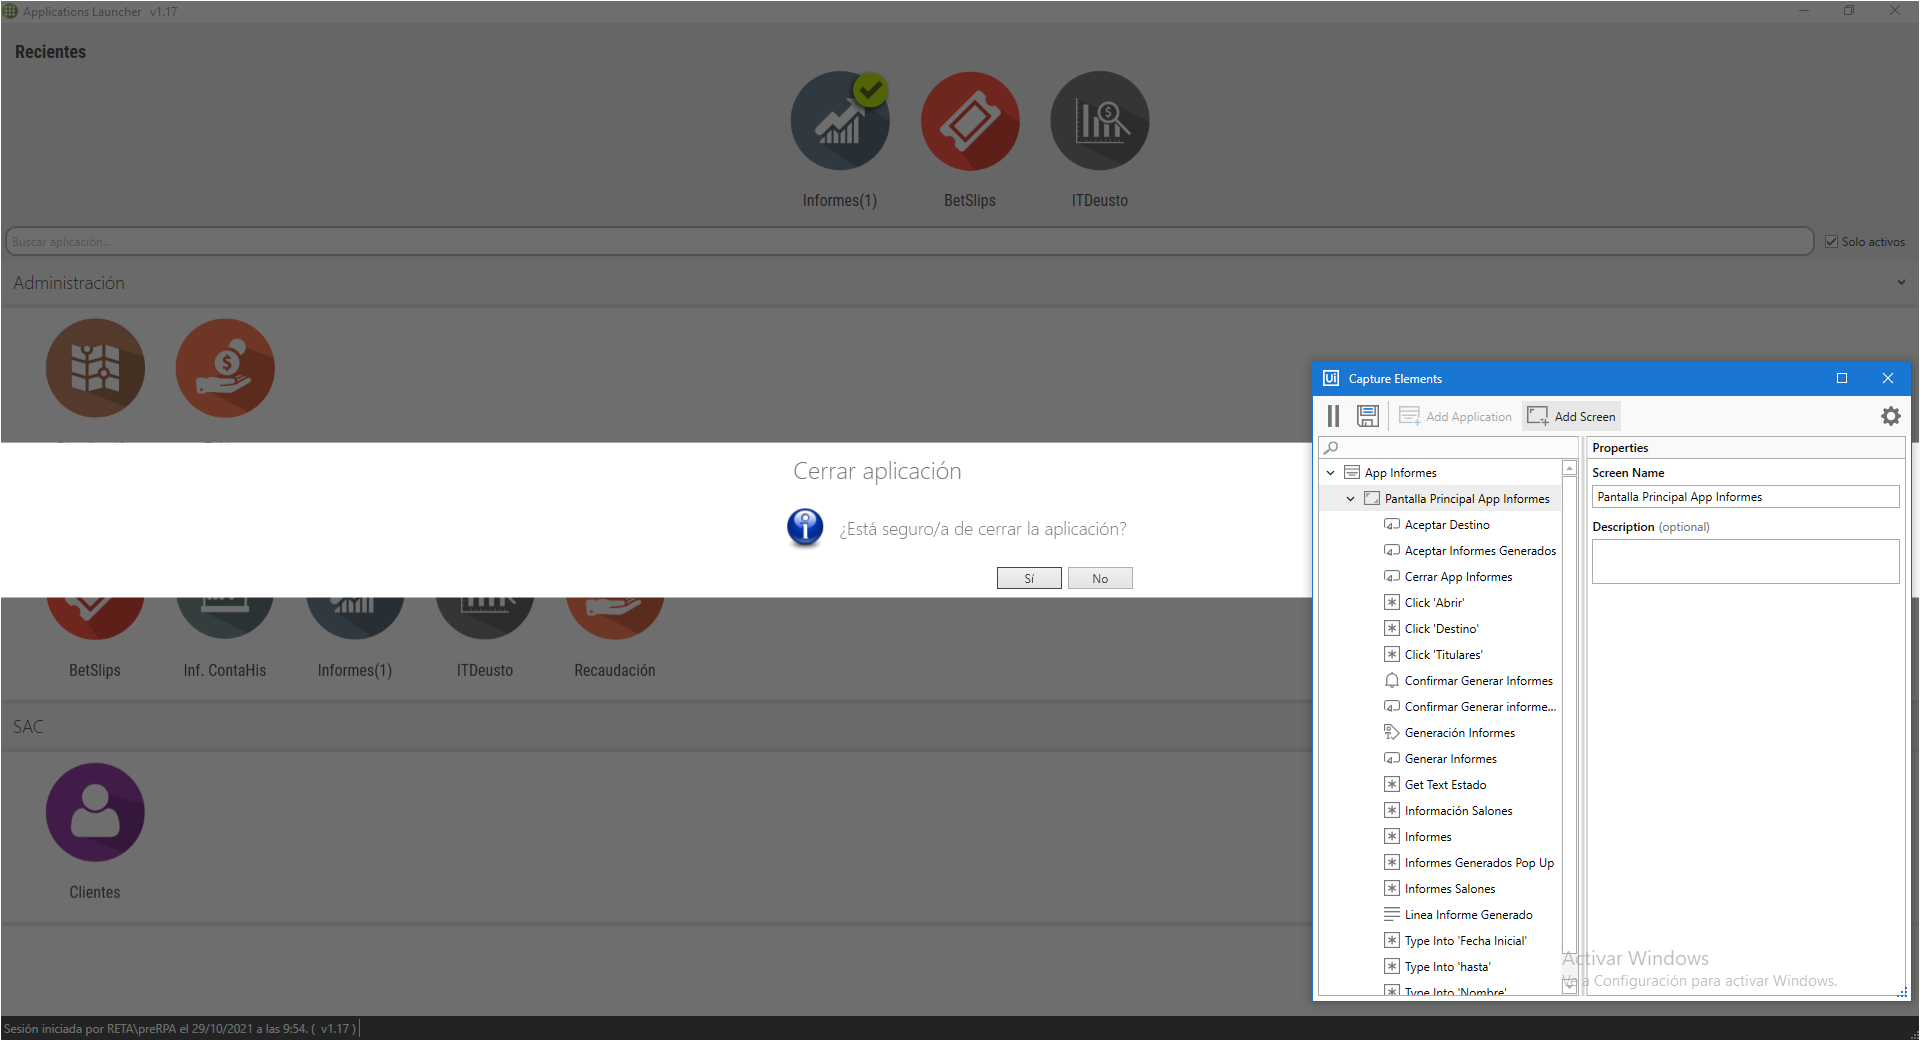 Applications Launcher v1.17
Recientes
Informes(1)
BetSlips
ITDeusto
Buscar aplicación...
Solo activos
Administración
Cerrar aplicación
¿Está seguro/a de cerrar la aplicación?
Sí
No
BetSlips
Inf. ContaHis
Informes(1)
ITDeusto
Recaudación
SAC
Clientes
Sesión iniciada por RETA\preRPA el 29/10/2021 a las 9:54. ( v1.17 )
Ui Capture Elements
Add Application
Add Screen
App Informes
Pantalla Principal App Informes
Aceptar Destino
Aceptar Informes Generados
Cerrar App Informes
Click 'Abrir'
Click 'Destino'
Click 'Titulares'
Confirmar Generar Informes
Confirmar Generar informe...
Generación Informes
Generar Informes
Get Text Estado
Información Salones
Informes
Informes Generados Pop Up
Informes Salones
Linea Informe Generado
Type Into 'Fecha Inicial'
Type Into 'hasta'
Type Into 'Nombre'
Properties
Screen Name
Pantalla Principal App Informes
Description (optional)
Activar Windows
Ve a Configuración para activar Windows.